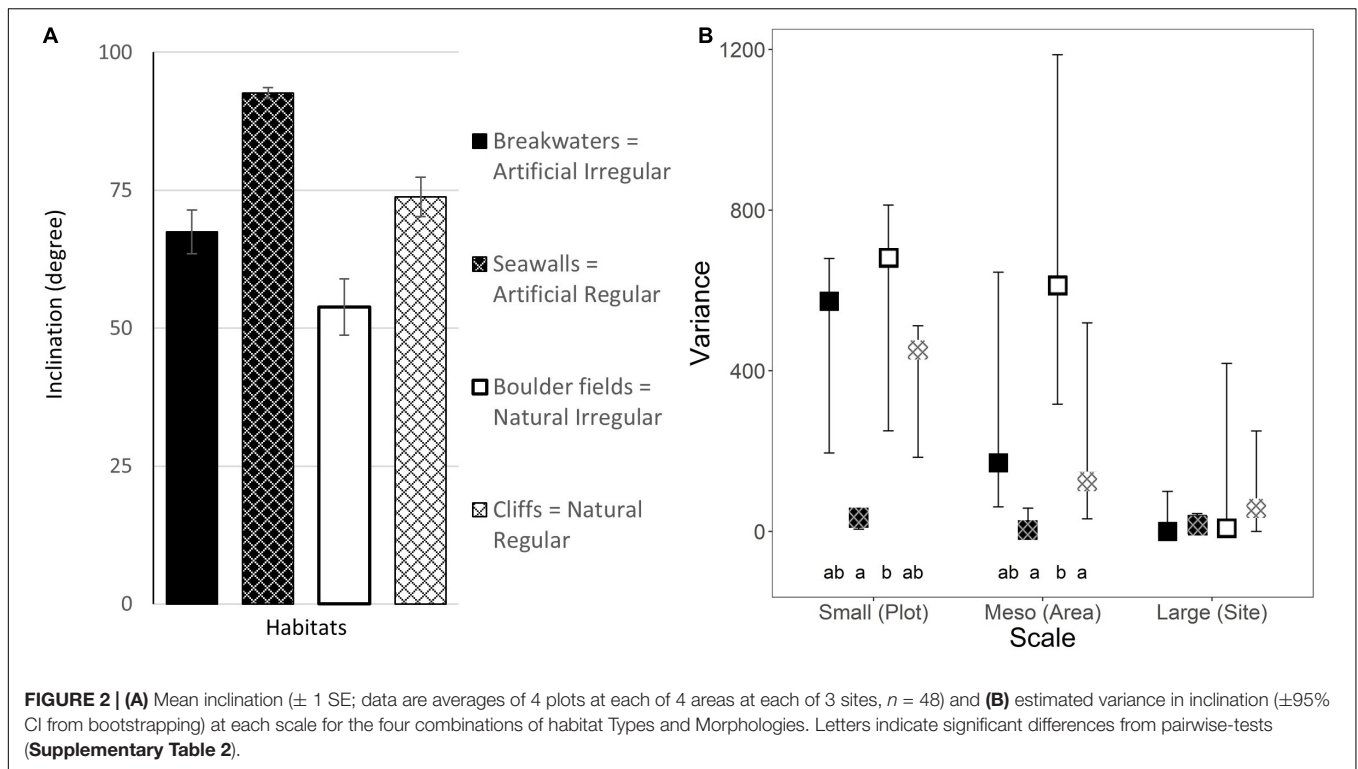 A
100
75
50
25
0
Inclination (degree)
Habitats
Breakwaters =
Artificial Irregular
Seawalls =
Artificial Regular
Boulder fields =
Natural Irregular
Cliffs = Natural
Regular
B
1200
800
400
0
Variance
ab a b ab
ab a b a
Small (Plot) Meso (Area) Large (Site)
Scale
FIGURE 2 | (A) Mean inclination (± 1 SE; data are averages of 4 plots at each of 4 areas at each of 3 sites, n = 48) and (B) estimated variance in inclination (±95%
CI from bootstrapping) at each scale for the four combinations of habitat Types and Morphologies. Letters indicate significant differences from pairwise-tests
(Supplementary Table 2).